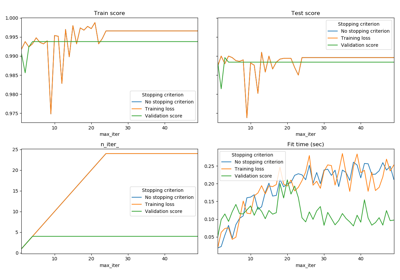 Train score
1.000
0.995
0.990
0.985
0.980
0.975
Stopping criterion
No stopping criterion
Training loss
Validation score
10 20 30 40
max_iter
Test score
Stopping criterion
No stopping criterion
Training loss
Validation score
10 20 30 40
max_iter
n_iter_
25
20
15
10
5
0
Stopping criterion
No stopping criterion
Training loss
Validation score
10 20 30 40
max_iter
Fit time (sec)
0.25
0.20
0.15
0.10
0.05
Stopping criterion
No stopping criterion
Training loss
Validation score
10 20 30 40
max_iter